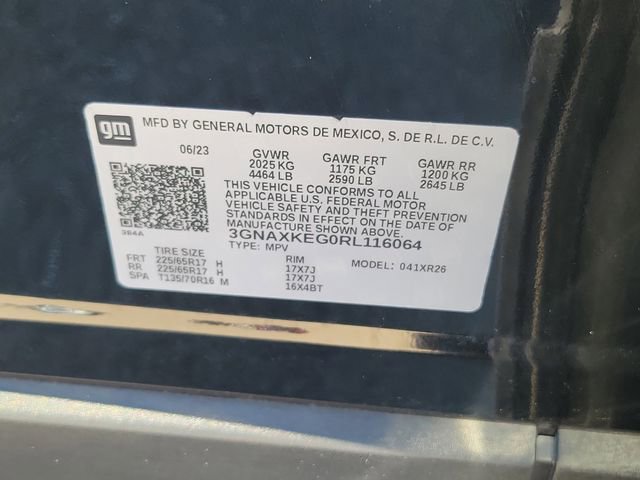 gm
MFD BY GENERAL MOTORS DE MEXICO, S. DE R.L. DE C.V.
06/23 GVWR GAWR FRT GAWR RR
2025 KG 1175 KG 1200 KG
4464 LB 2590 LB 2645 LB
THIS VEHICLE CONFORMS TO ALL
APPLICABLE U.S. FEDERAL MOTOR
VEHICLE SAFETY AND THEFT PREVENTION
STANDARDS IN EFFECT ON THE DATE OF
MANUFACTURE SHOWN ABOVE.
3GNAXKEG0RL116064
384A
TYPE: MPV
TIRE SIZE RIM MODEL: 041XR26
FRT 225/65R17 H 17X7J
RR 225/65R17 H 17X7J
SPA T135/70R16 M 16X4BT